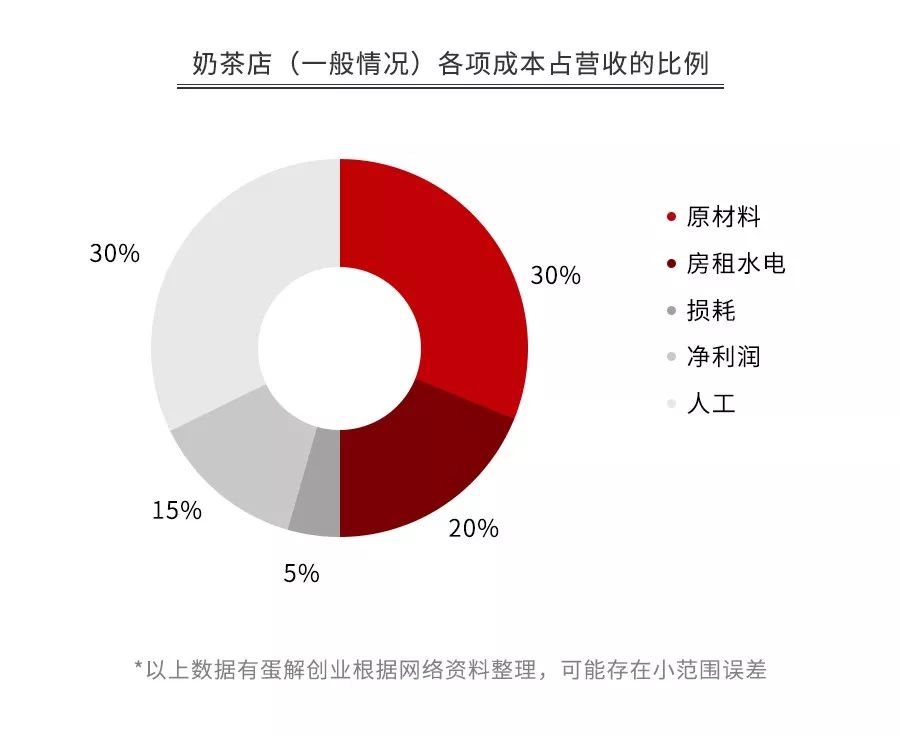 奶茶店（一般情况）各项成本占营收的比例
30%
30%
15%
5%
20%
原材料
房租水电
损耗
净利润
人工
*以上数据有蛋解创业根据网络资料整理，可能存在小范围误差